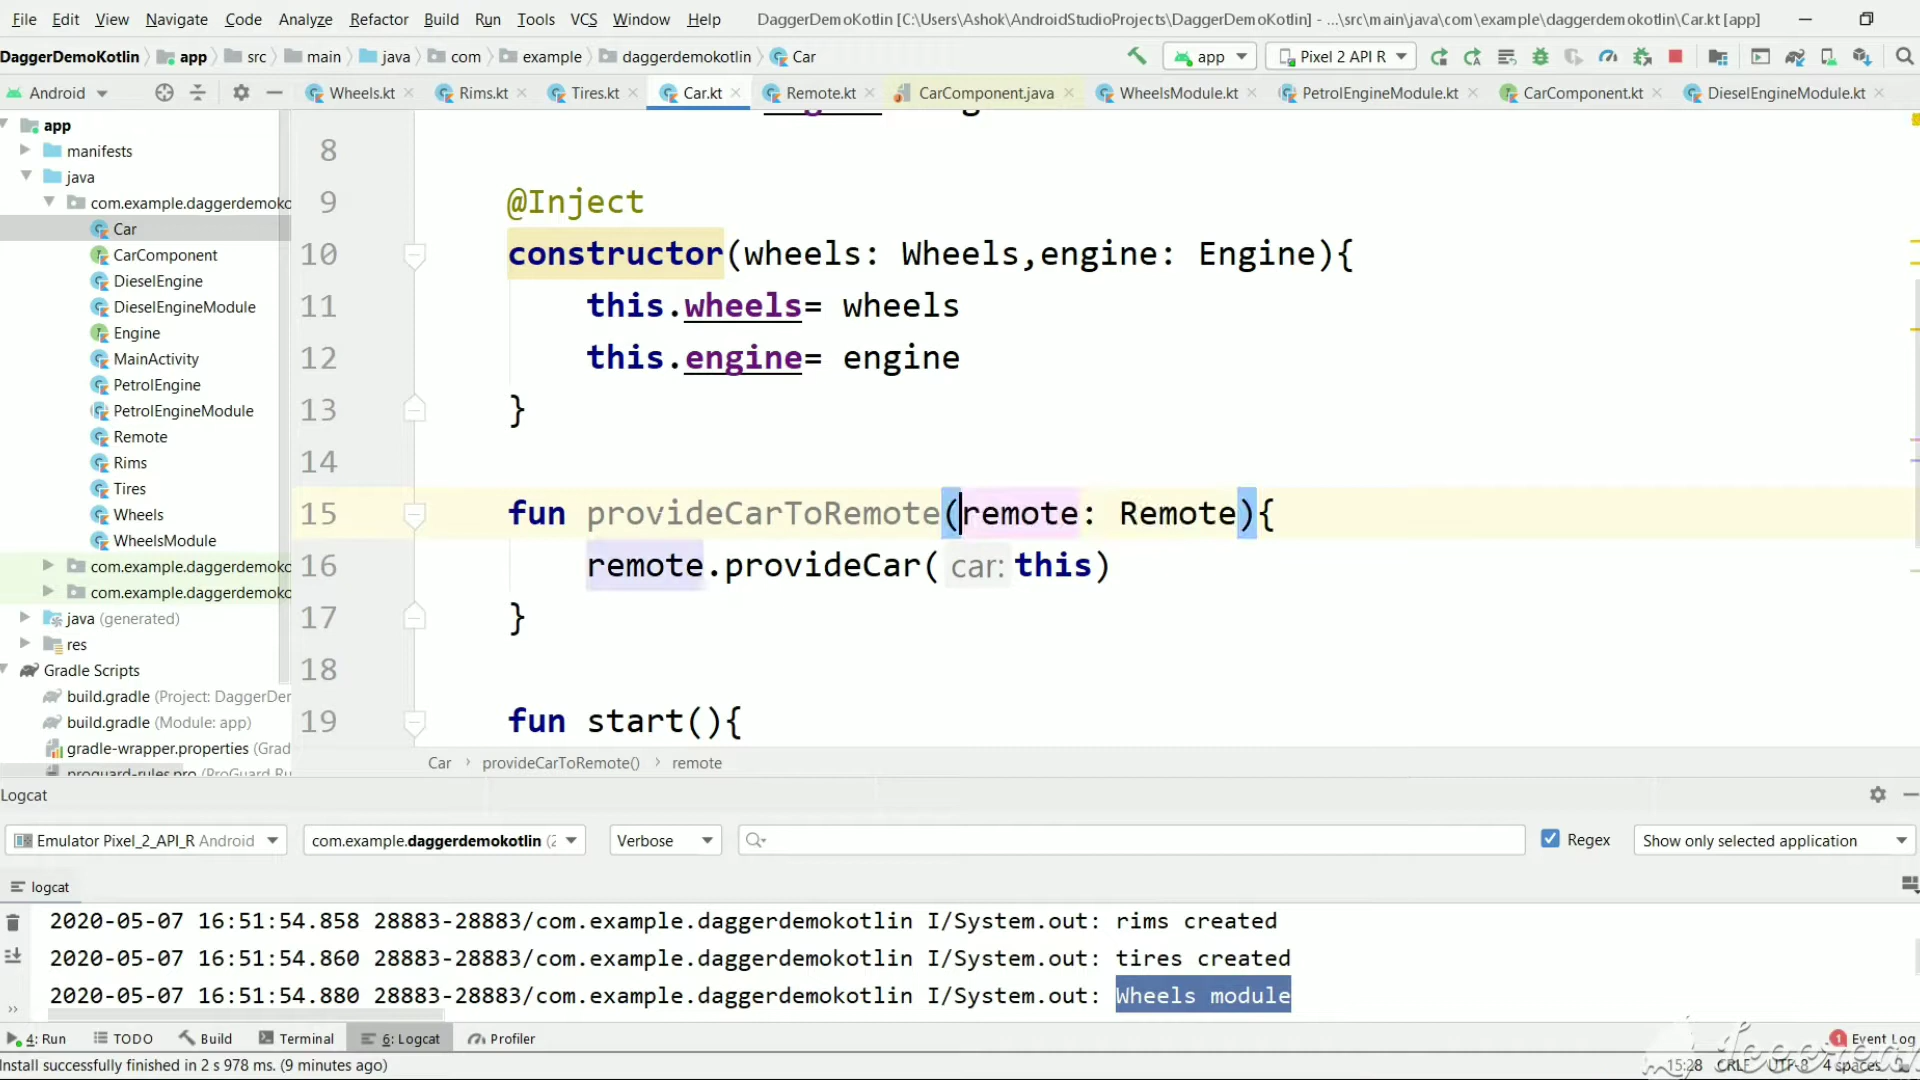 File Edit View Navigate Code Analyze Refactor Build Run Tools VCS Window Help DaggerDemoKotlin [C:\Users\Ashok\AndroidStudioProjects\DaggerDemoKotlin] - ...\src\main\java\com\example\daggerdemokotlin\Car.kt [app]
DaggerDemoKotlin app src main java com example daggerdemokotlin Car app Pixel 2 API R
Android Wheels.kt Rims.kt Tires.kt Car.kt Remote.kt CarComponent.java WheelsModule.kt PetrolEngineModule.kt CarComponent.kt DieselEngineModule.kt
app
manifests
java
com.example.daggerdemoko
Car
CarComponent
DieselEngine
DieselEngineModule
Engine
MainActivity
PetrolEngine
PetrolEngineModule
Remote
Rims
Tires
Wheels
WheelsModule
com.example.daggerdemoko
com.example.daggerdemoko
java (generated)
res
Gradle Scripts
build.gradle (Project: DaggerDer
build.gradle (Module: app)
gradle-wrapper.properties (Grad
proguard-rules.pro (ProGuard Ru
8
9 @Inject
10 constructor(wheels: Wheels,engine: Engine){
11 this.wheels= wheels
12 this.engine= engine
13 }
14
15 fun provideCarToRemote(remote: Remote){
16 remote.provideCar( car: this)
17 }
18
19 fun start(){
Car › provideCarToRemote() › remote
Logcat
Emulator Pixel_2_API_R Android com.example.daggerdemokotlin (2 Verbose Regex Show only selected application
logcat
2020-05-07 16:51:54.858 28883-28883/com.example.daggerdemokotlin I/System.out: rims created
2020-05-07 16:51:54.860 28883-28883/com.example.daggerdemokotlin I/System.out: tires created
2020-05-07 16:51:54.880 28883-28883/com.example.daggerdemokotlin I/System.out: Wheels module
4: Run TODO Build Terminal 6: Logcat Profiler 1 Event Log
Install successfully finished in 2 s 978 ms. (9 minutes ago) 15:28 CRLF UTF-8 4 spaces